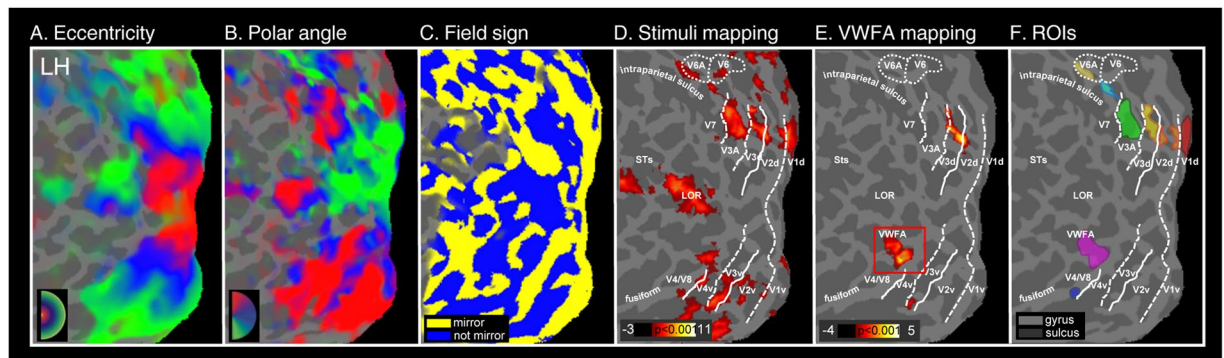 A. Eccentricity
B. Polar angle
C. Field sign
D. Stimuli mapping
E. VWFA mapping
F. ROIs
LH
mirror
not mirror
V6A
V6
intraparietal sulcus
V7
V3A
V3d
V2d
V1d
STs
LOR
V4/V8
V4v
V3v
V2v
V1v
fusiform
-3
p<0.001
11
V6A
V6
intraparietal sulcus
V7
V3A
V3d
V2d
V1d
Sts
LOR
VWFA
V4/V8
V4v
V3v
V2v
V1v
fusiform
-4
p<0.001
5
V6A
V6
intraparietal sulcus
V7
V3A
V3d
V2d
V1d
STs
LOR
VWFA
V4/V8
V4v
V3v
V2v
V1v
fusiform
gyrus
sulcus